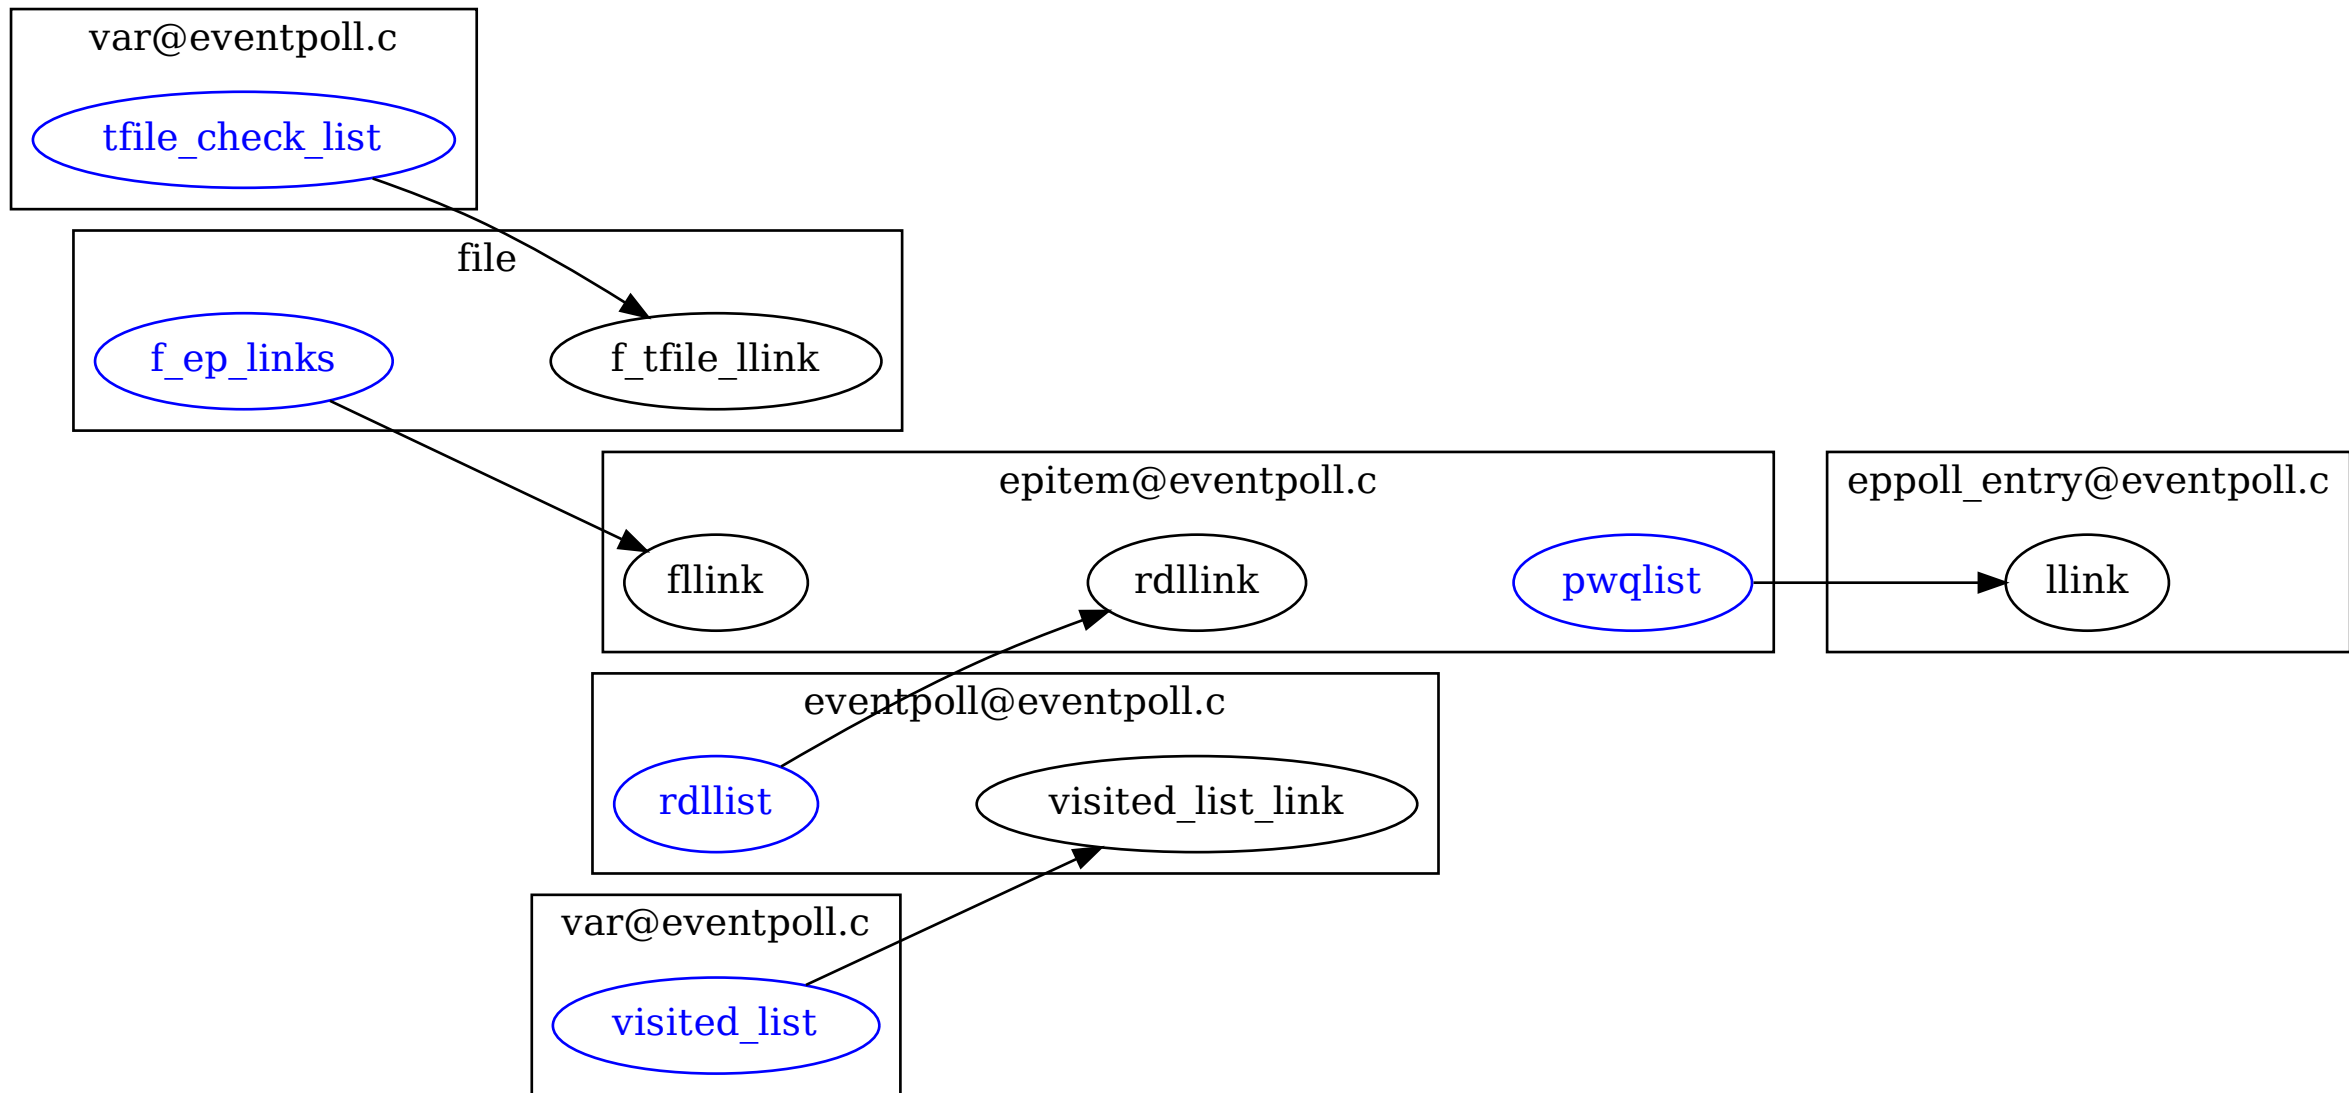 var@eventpoll.c
tfile_check_list
file
f_ep_links
f_tfile_llink
epitem@eventpoll.c
fllink
rdllink
pwqlist
eppoll_entry@eventpoll.c
llink
eventpoll@eventpoll.c
rdllist
visited_list_link
var@eventpoll.c
visited_list